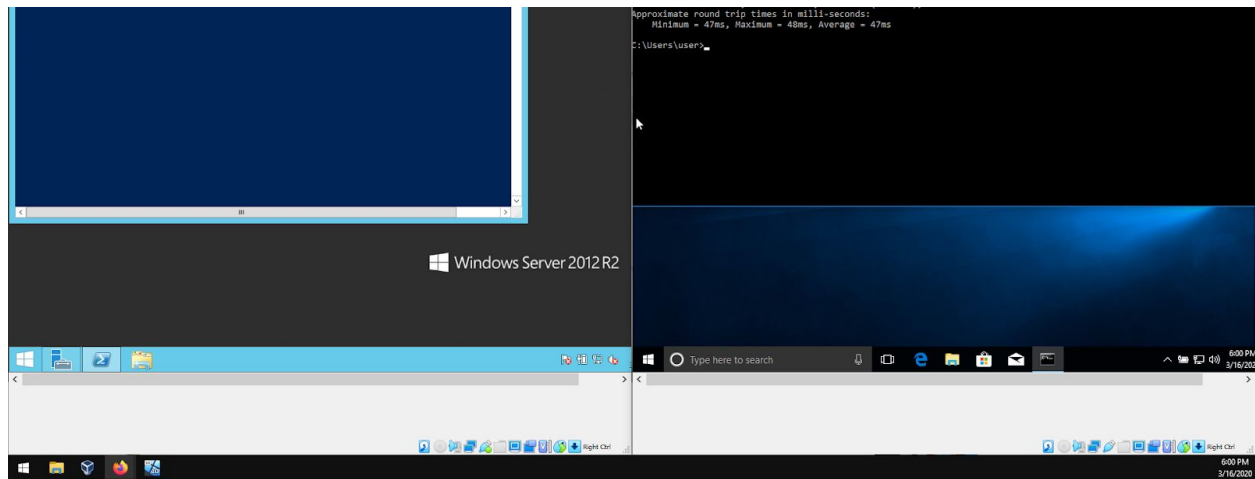 Approximate round trip times in milli-seconds:
Minimum = 47ms, Maximum = 48ms, Average = 47ms
C:\Users\user>
Windows Server 2012 R2
Type here to search
6:00 PM
3/16/202
Right Ctrl
Right Ctrl
6:00 PM
3/16/2020